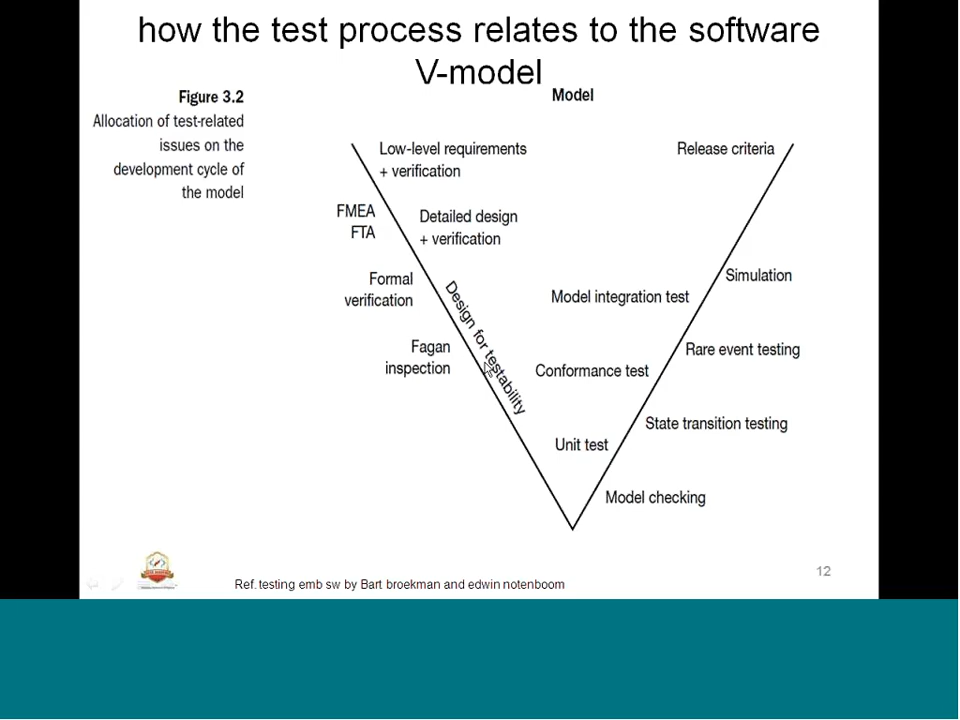 how the test process relates to the software
V-model
Figure 3.2
Allocation of test-related
issues on the
development cycle of
the model
Model
Low-level requirements
+ verification
Release criteria
FMEA
FTA
Detailed design
+ verification
Formal
verification
Design for testability
Simulation
Model integration test
Fagan
inspection
Rare event testing
Conformance test
State transition testing
Unit test
Model checking
Ref. testing emb sw by Bart broekman and edwin notenboom
12